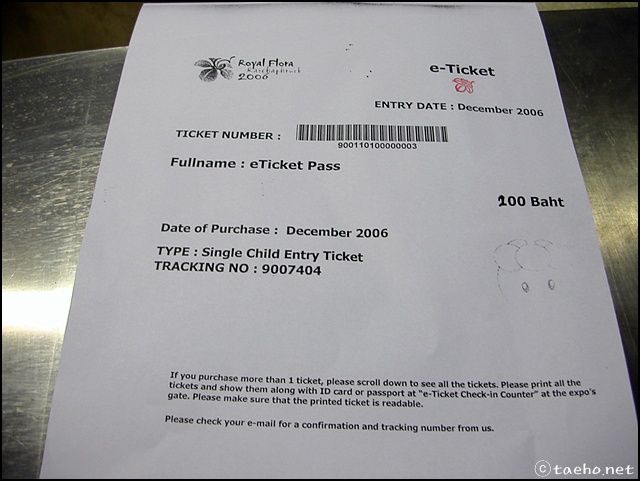 Royal Flora
Ratchaphruek
2006
e-Ticket
ENTRY DATE : December 2006
TICKET NUMBER :
900110100000003
Fullname : eTicket Pass
100 Baht
Date of Purchase : December 2006
TYPE : Single Child Entry Ticket
TRACKING NO : 9007404
If you purchase more than 1 ticket, please scroll down to see all the tickets. Please print all the
tickets and show them along with ID card or passport at "e-Ticket Check-in Counter" at the expo's
gate. Please make sure that the printed ticket is readable.
Please check your e-mail for a confirmation and tracking number from us.
©taeho.net